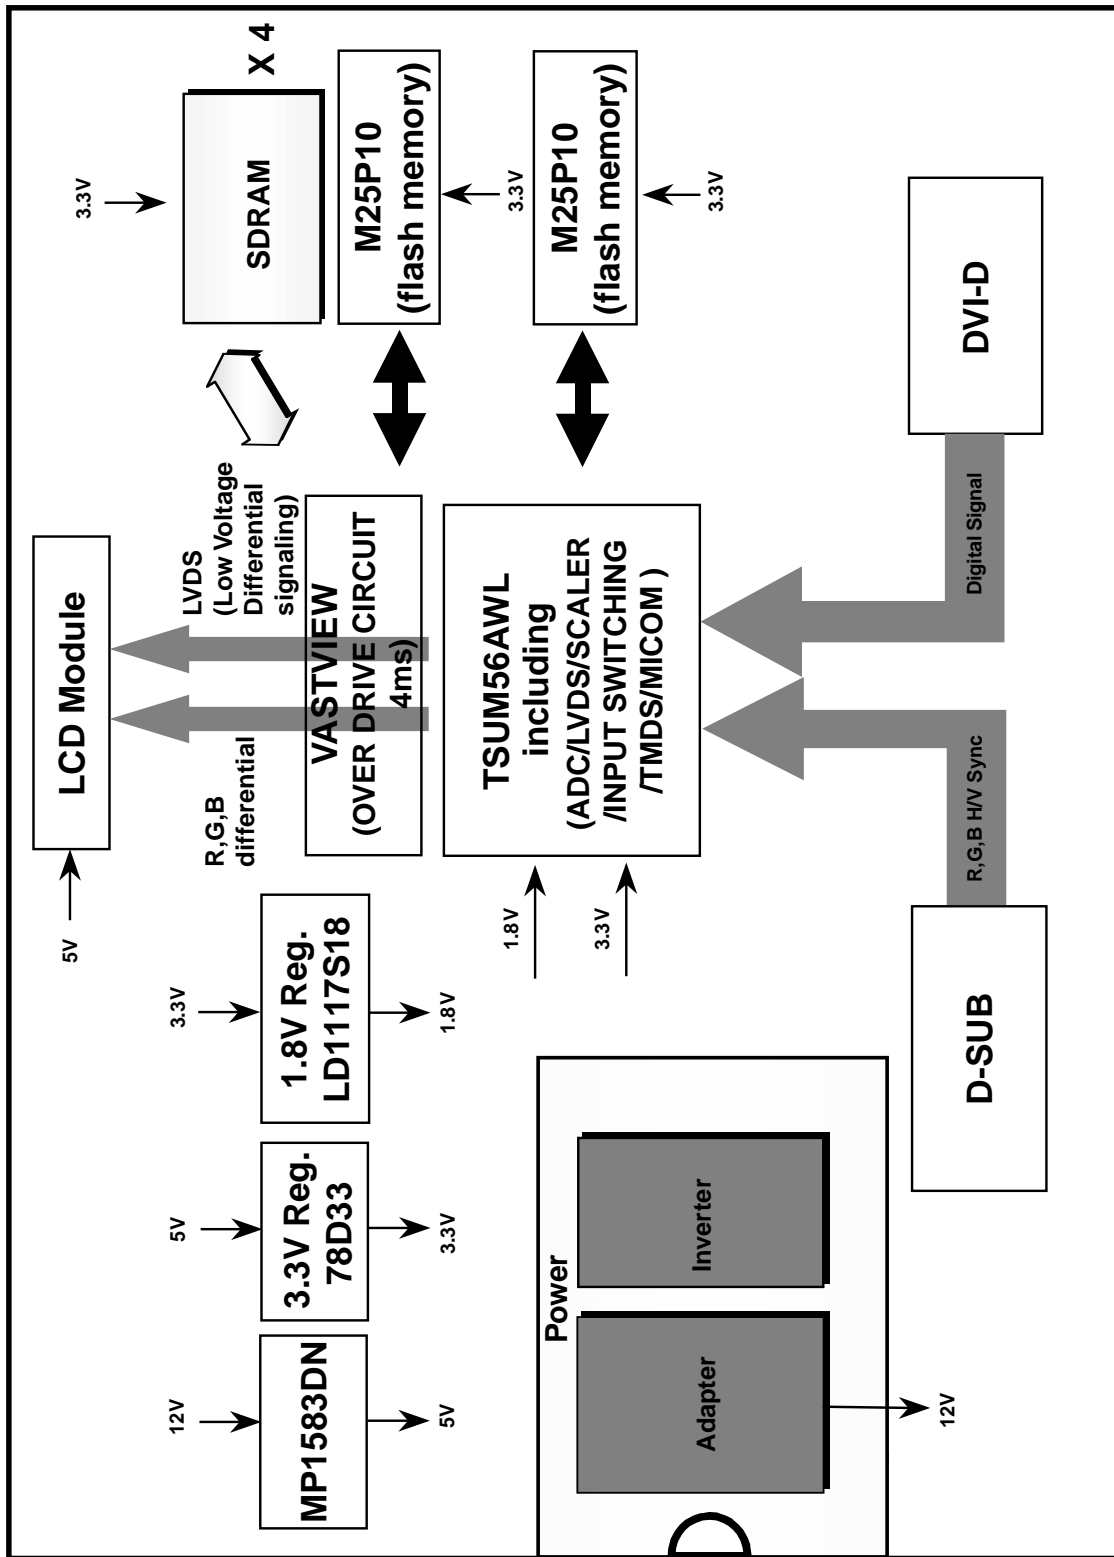 X 4
SDRAM
3.3V
M25P10
(flash memory)
3.3V
M25P10
(flash memory)
3.3V
DVI-D
Digital Signal
LCD Module
5V
LVDS
(Low Voltage
Differential
signaling)
R,G,B
differential
VASTVIEW
(OVER DRIVE CIRCUIT
4ms)
TSUM56AWL
including
(ADC/LVDS/SCALER
/INPUT SWITCHING
/TMDS/MICOM )
1.8V
3.3V
R,G,B H/V Sync
D-SUB
3.3V
1.8V Reg.
LD1117S18
1.8V
5V
3.3V Reg.
78D33
3.3V
12V
MP1583DN
5V
Power
Inverter
Adapter
12V